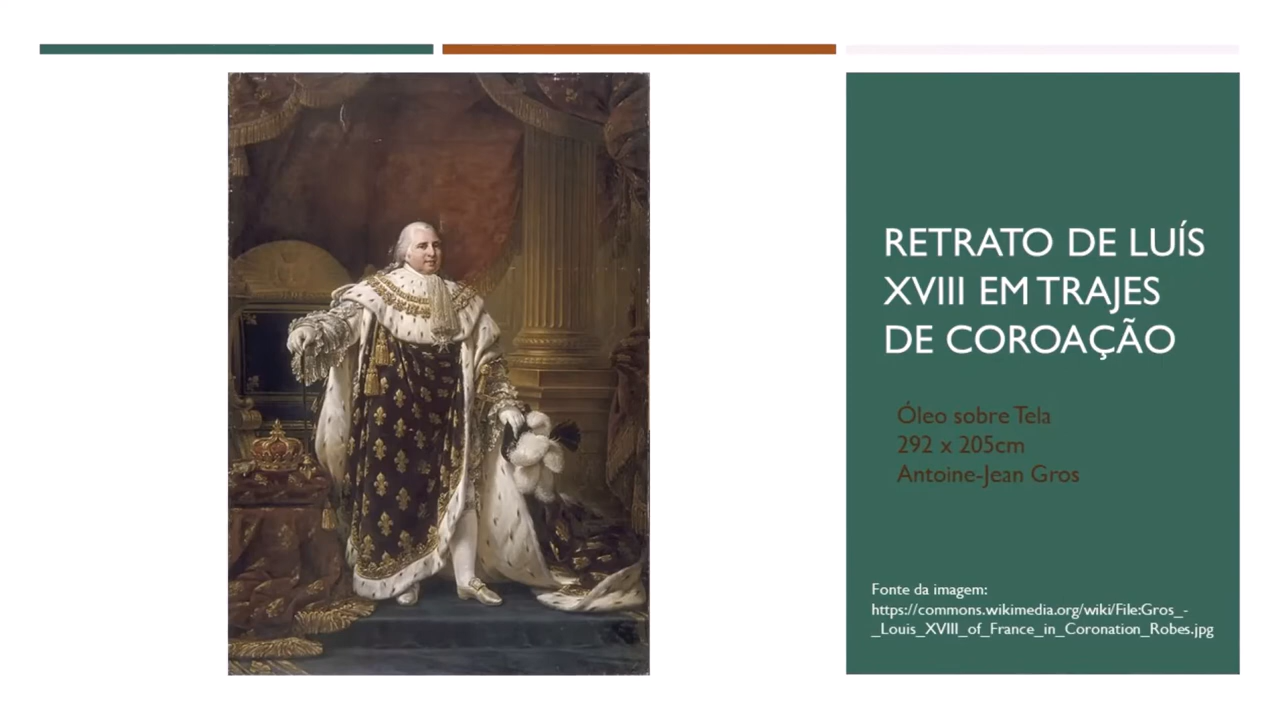 RETRATO DE LUÍS
XVIII EM TRAJES
DE COROAÇÃO
Óleo sobre Tela
292 x 205cm
Antoine-Jean Gros
Fonte da imagem:
https://commons.wikimedia.org/wiki/File:Gros_-
_Louis_XVIII_of_France_in_Coronation_Robes.jpg